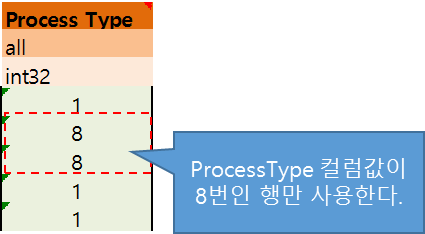 Process Type
all
int32
1
8
8
1
1
ProcessType 컬럼값이
8번인 행만 사용한다.